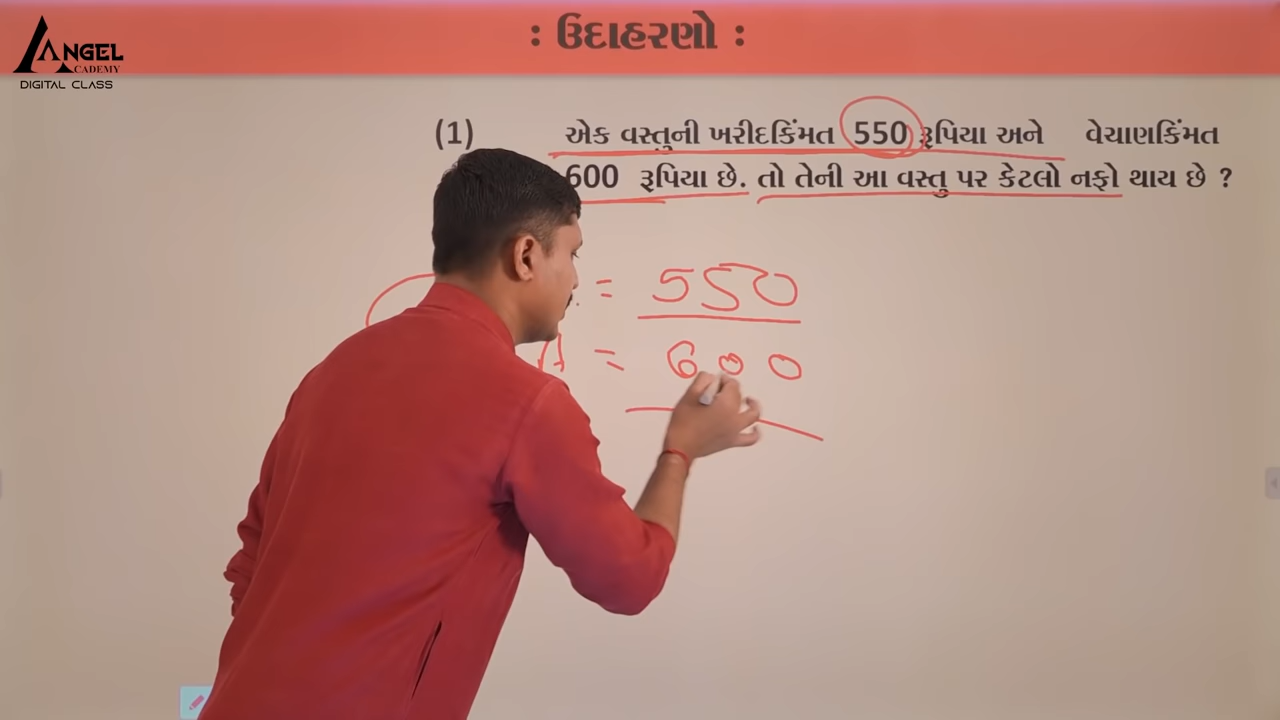 ANGEL
ACADEMY
DIGITAL CLASS
: ઉદાહરણો :
(1) એક વસ્તુની ખરીદકિંમત 550 રૂપિયા અને વેચાણકિંમત
600 રૂપિયા છે. તો તેની આ વસ્તુ પર કેટલો નફો થાય છે ?
= 550
= 600